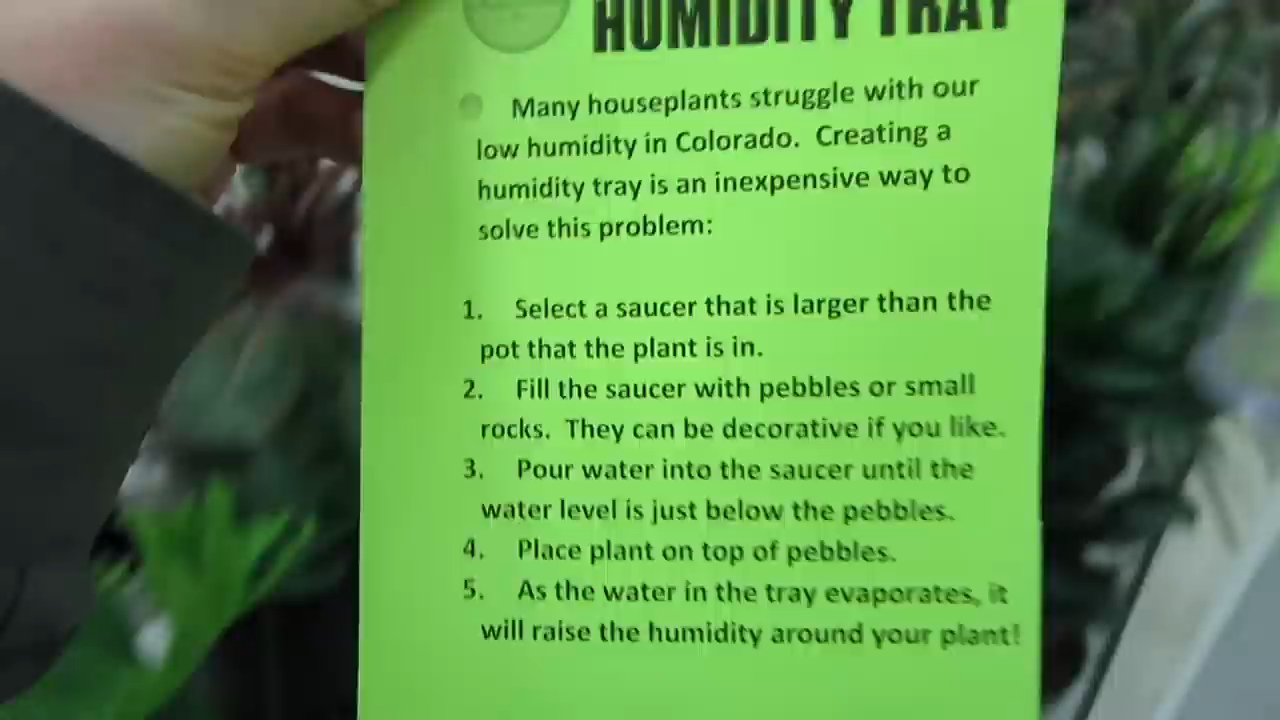 HUMIDITY TRAY
Many houseplants struggle with our
low humidity in Colorado. Creating a
humidity tray is an inexpensive way to
solve this problem:
1. Select a saucer that is larger than the
pot that the plant is in.
2. Fill the saucer with pebbles or small
rocks. They can be decorative if you like.
3. Pour water into the saucer until the
water level is just below the pebbles.
4. Place plant on top of pebbles.
5. As the water in the tray evaporates, it
will raise the humidity around your plant!